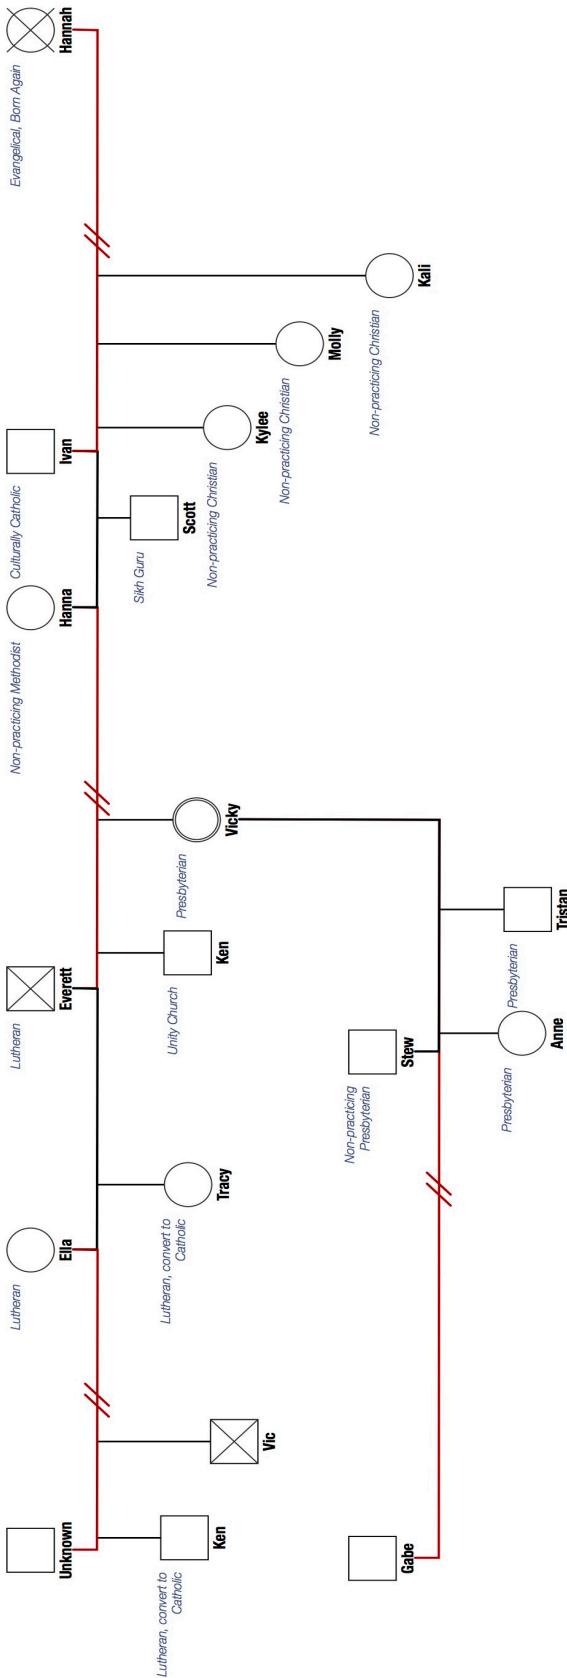 Unknown
Lutheran
Ella
Lutheran
Everett
Non-practicing Methodist
Hanna
Culturally Catholic
Ivan
Evangelical, Born Again
Hannah
Lutheran, convert to
Catholic
Ken
Vic
Lutheran, convert to
Catholic
Tracy
Unity Church
Ken
Presbyterian
Vicky
Sikh Guru
Scott
Non-practicing Christian
Kylee
Non-practicing Christian
Molly
Non-practicing Christian
Kali
Gabe
Non-practicing
Presbyterian
Stew
Presbyterian
Anne
Presbyterian
Tristan